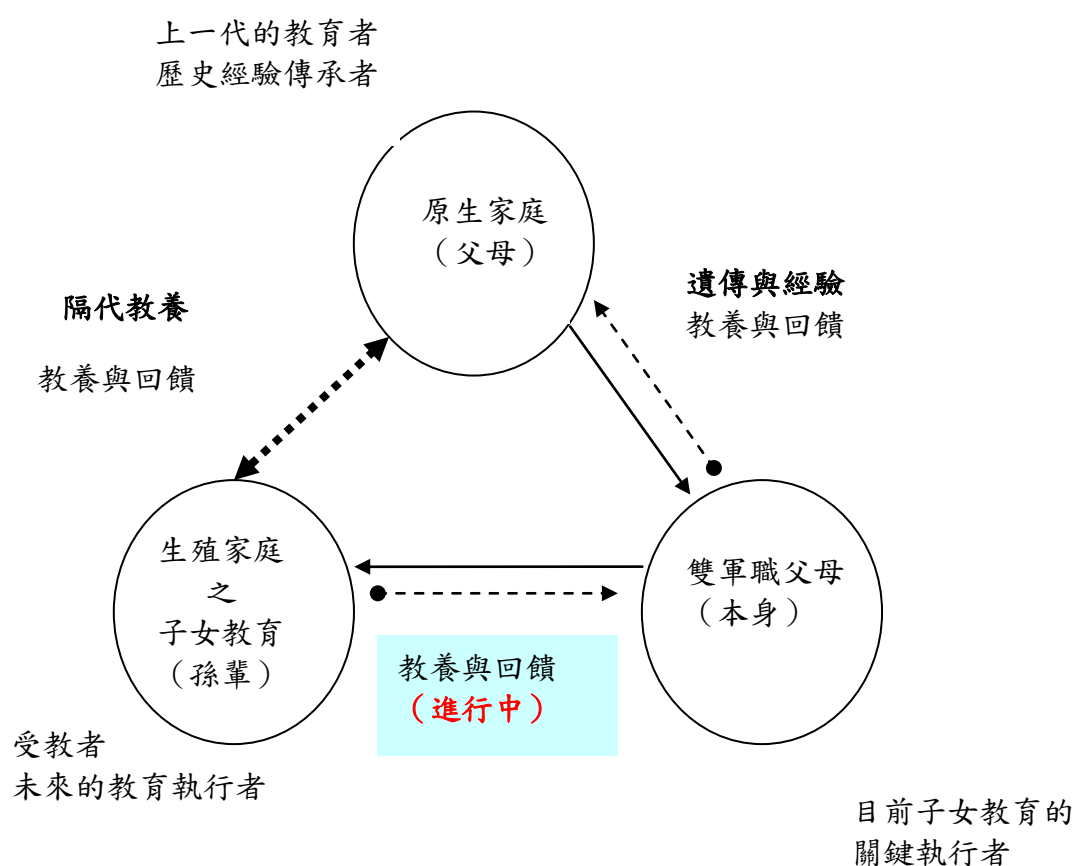 上一代的教育者
歷史經驗傳承者
原生家庭
（父母）
遺傳與經驗
教養與回饋
隔代教養
教養與回饋
生殖家庭
之
子女教育
（孫輩）
雙軍職父母
（本身）
教養與回饋
（進行中）
受教者
未來的教育執行者
目前子女教育的
關鍵執行者